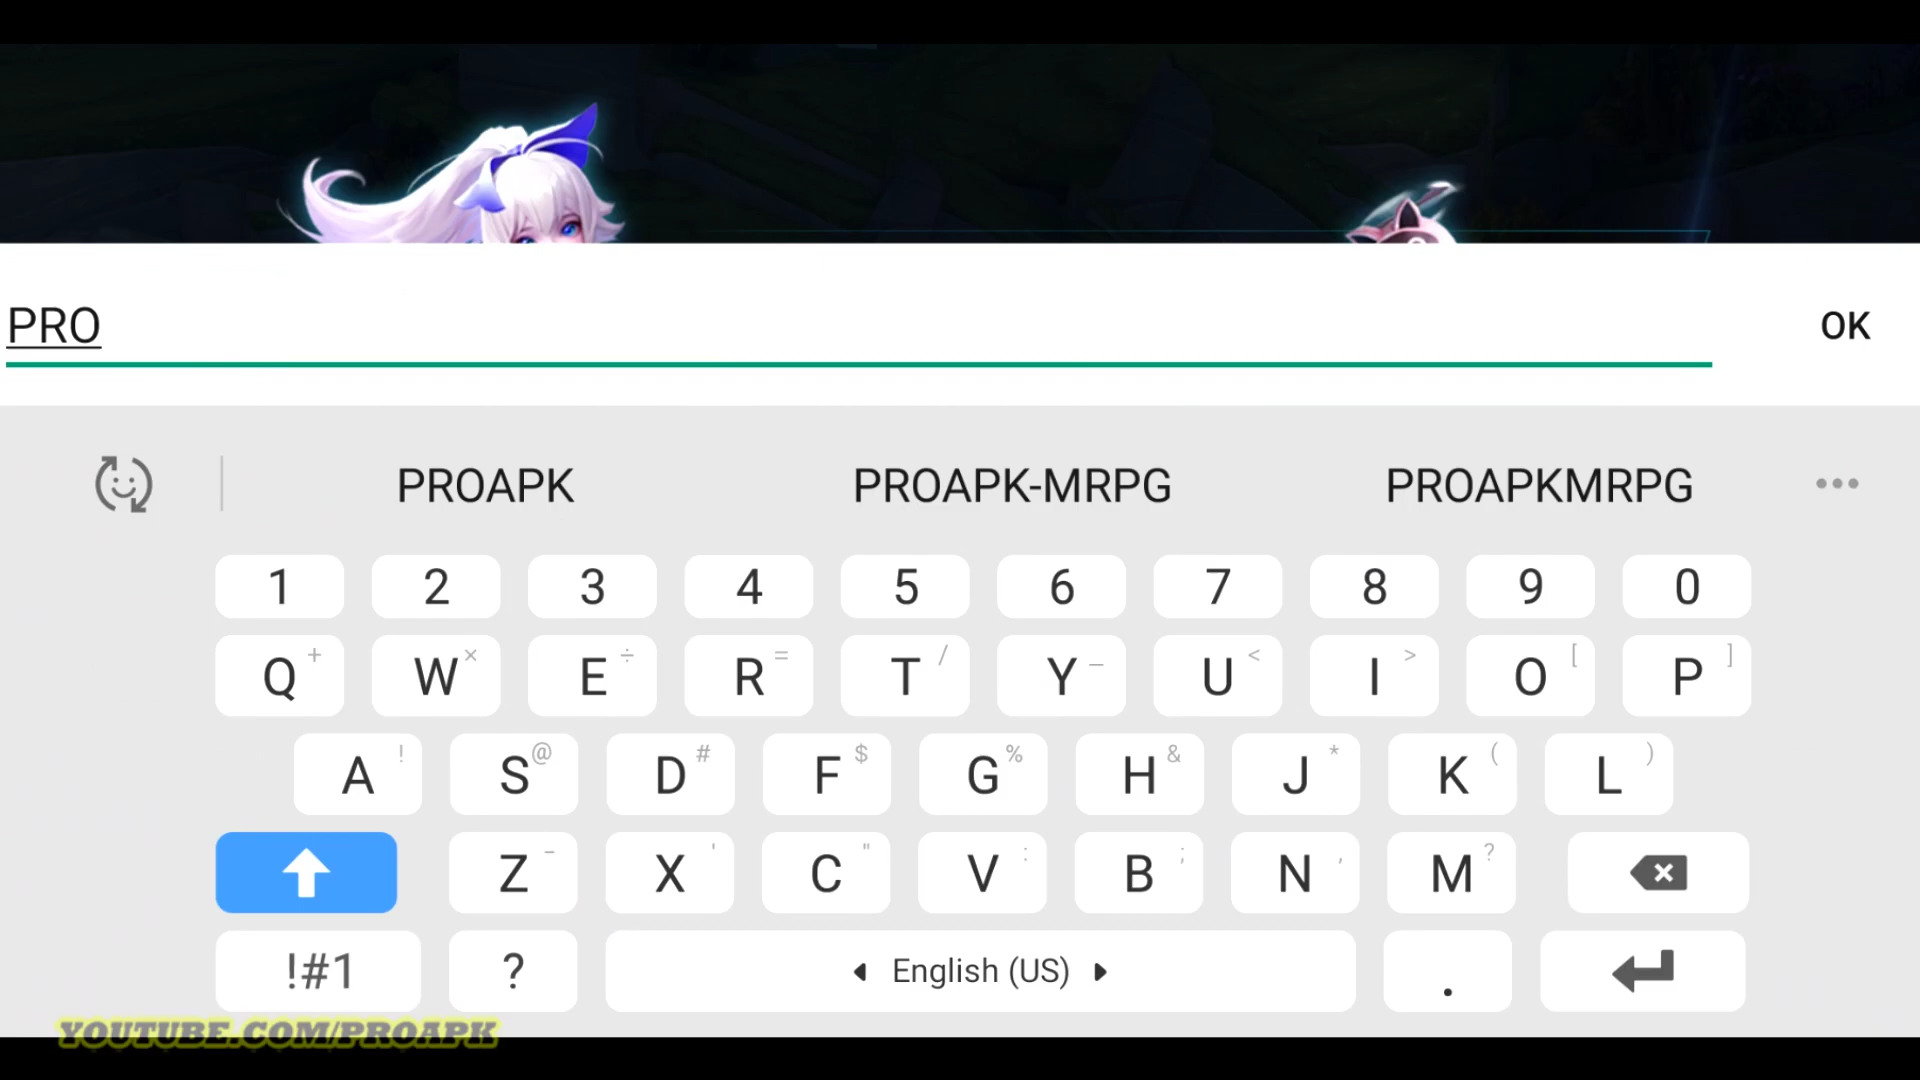 PRO
OK
PROAPK PROAPK-MRPG PROAPKMRPG
1 2 3 4 5 6 7 8 9 0
Q + W × E ÷ R = T / Y _ U < I > O [ P ]
A ! S @ D # F $ G % H & J * K ( L )
Z - X ' C " V : B ; N , M ?
!#1 ? English (US) .
YOUTUBE.COM/PROAPK